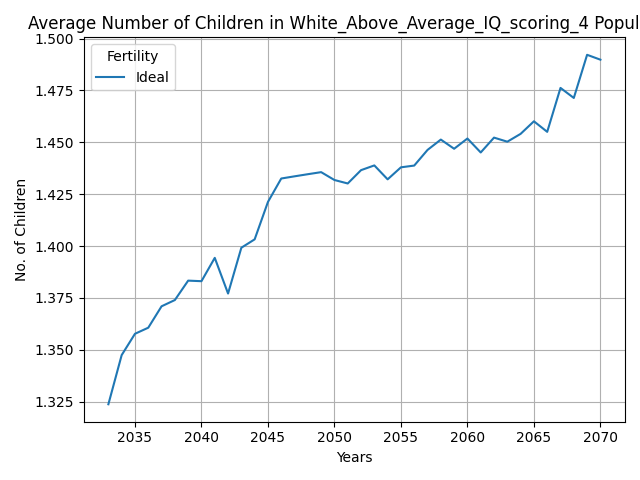 Average Number of Children in White_Above_Average_IQ_scoring_4 Popul
1.500
1.475
1.450
1.425
1.400
1.375
1.350
1.325
No. of Children
Fertility
Ideal
2035 2040 2045 2050 2055 2060 2065 2070
Years